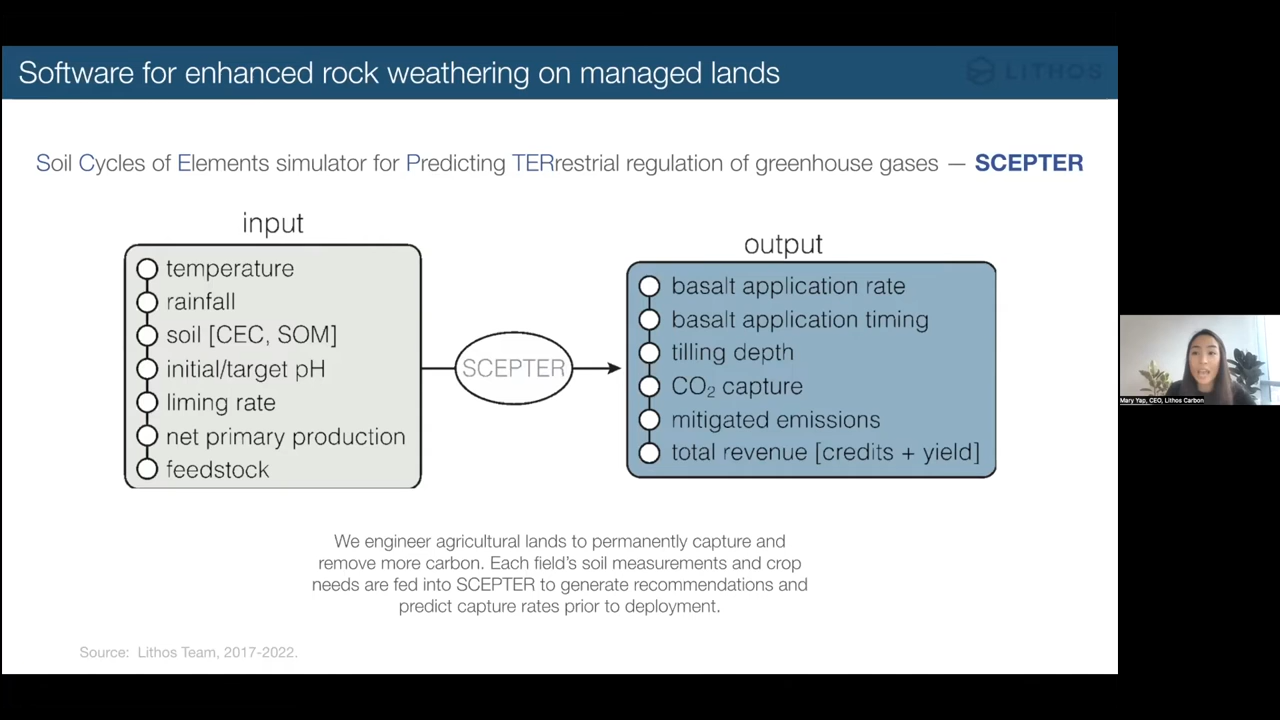 Software for enhanced rock weathering on managed lands
LITHOS
Soil Cycles of Elements simulator for Predicting TERrestrial regulation of greenhouse gases — SCEPTER
input
temperature
rainfall
soil [CEC, SOM]
initial/target pH
liming rate
net primary production
feedstock
SCEPTER
output
basalt application rate
basalt application timing
tilling depth
CO₂ capture
mitigated emissions
total revenue [credits + yield]
We engineer agricultural lands to permanently capture and
remove more carbon. Each field's soil measurements and crop
needs are fed into SCEPTER to generate recommendations and
predict capture rates prior to deployment.
Source: Lithos Team, 2017-2022.
Mary Yap, CEO, Lithos Carbon